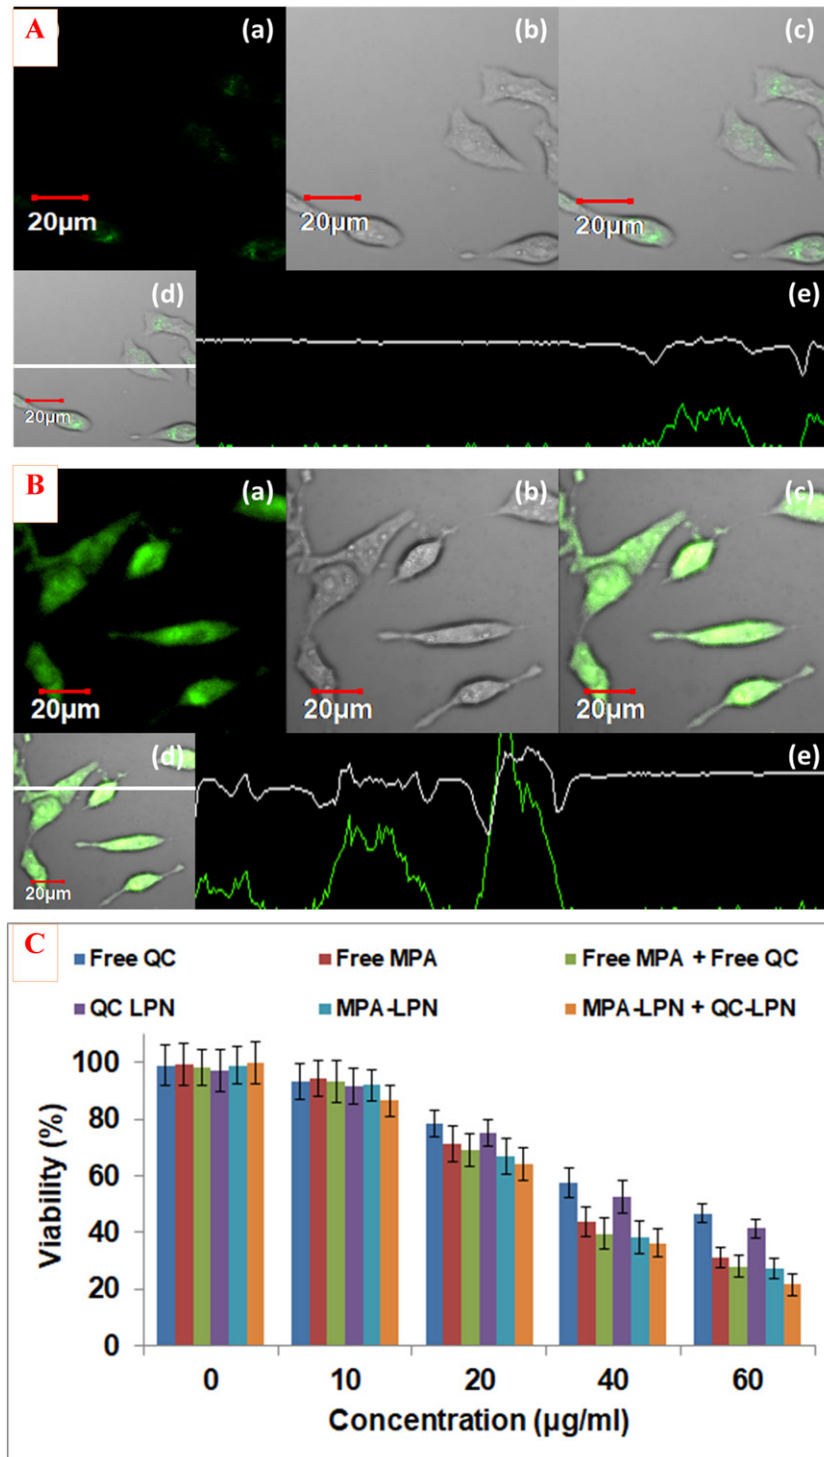 A
(a)
(b)
(c)
20µm
20µm
20µm
(d)
(e)
20µm
B
(a)
(b)
(c)
20µm
20µm
20µm
(d)
(e)
20µm
C
Free QC
Free MPA
Free MPA + Free QC
QC LPN
MPA-LPN
MPA-LPN + QC-LPN
Viability (%)
100
80
60
40
20
0
0 10 20 40 60
Concentration (µg/ml)